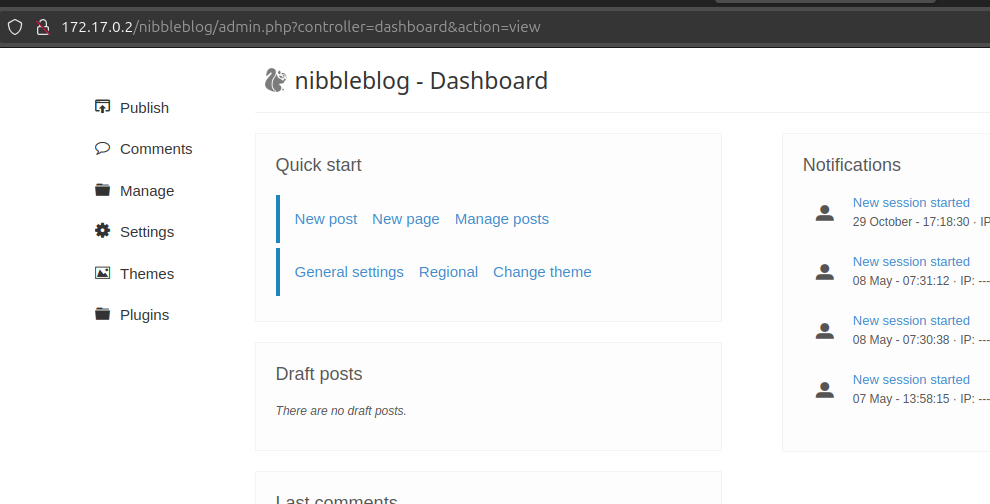 172.17.0.2/nibbleblog/admin.php?controller=dashboard&action=view
nibbleblog - Dashboard
Publish
Comments
Manage
Settings
Themes
Plugins
Quick start
New post New page Manage posts
General settings Regional Change theme
Draft posts
There are no draft posts.
Last comments
Notifications
New session started
29 October - 17:18:30 · IP
New session started
08 May - 07:31:12 · IP: ---
New session started
08 May - 07:30:38 · IP: ---
New session started
07 May - 13:58:15 · IP: ---